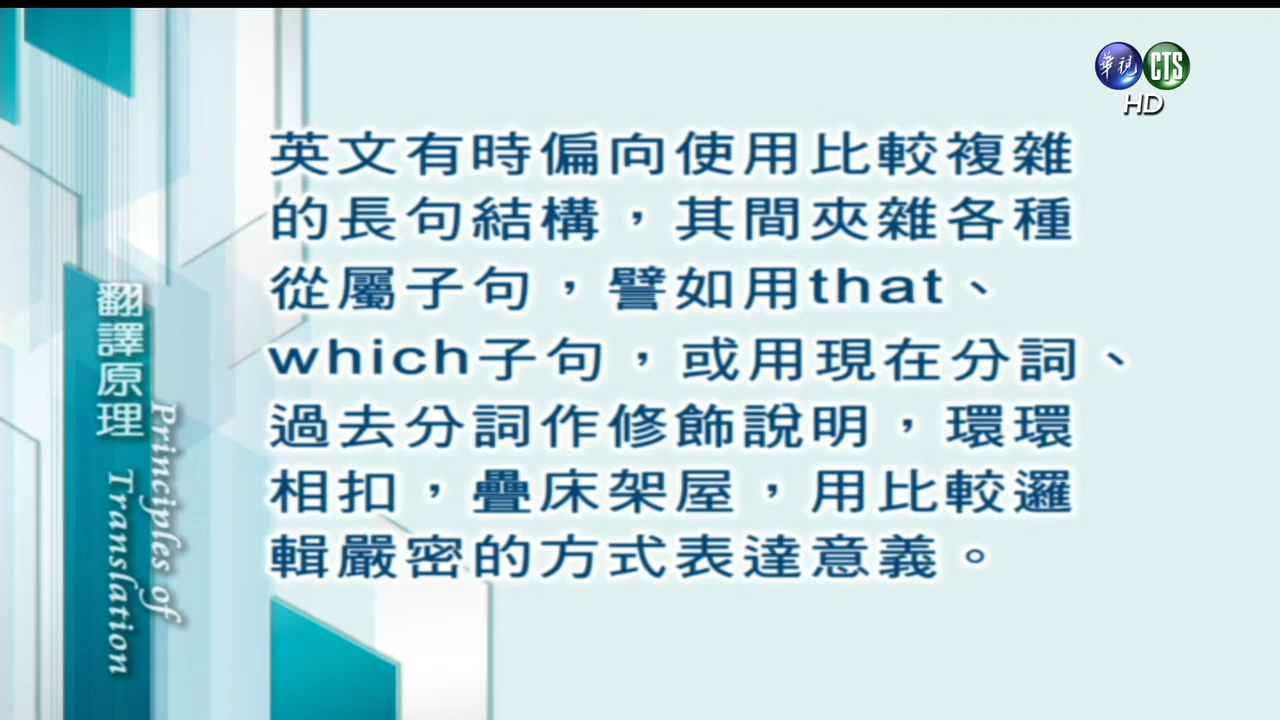 華視 CTS
HD
英文有時偏向使用比較複雜
的長句結構，其間夾雜各種
從屬子句，譬如用that、
which子句，或用現在分詞、
過去分詞作修飾說明，環環
相扣，疊床架屋，用比較邏
輯嚴密的方式表達意義。
翻譯原理
Principles of
Translation